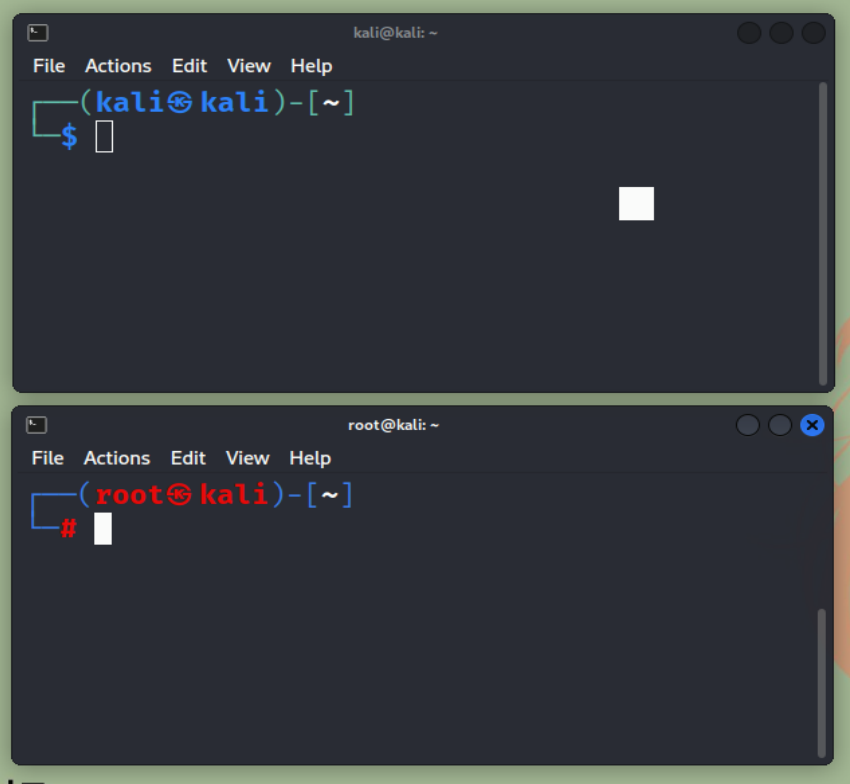 kali@kali: ~
File Actions Edit View Help
┌──(kali㉿kali)-[~]
└─$
root@kali: ~
File Actions Edit View Help
┌──(root㉿kali)-[~]
└─#